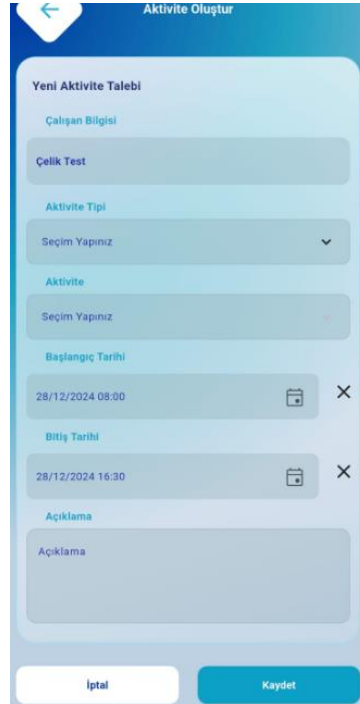 Aktivite Oluştur
Yeni Aktivite Talebi
Çalışan Bilgisi
Çelik Test
Aktivite Tipi
Seçim Yapınız
Aktivite
Seçim Yapınız
Başlangıç Tarihi
28/12/2024 08:00
Bitiş Tarihi
28/12/2024 16:30
Açıklama
Açıklama
İptal
Kaydet